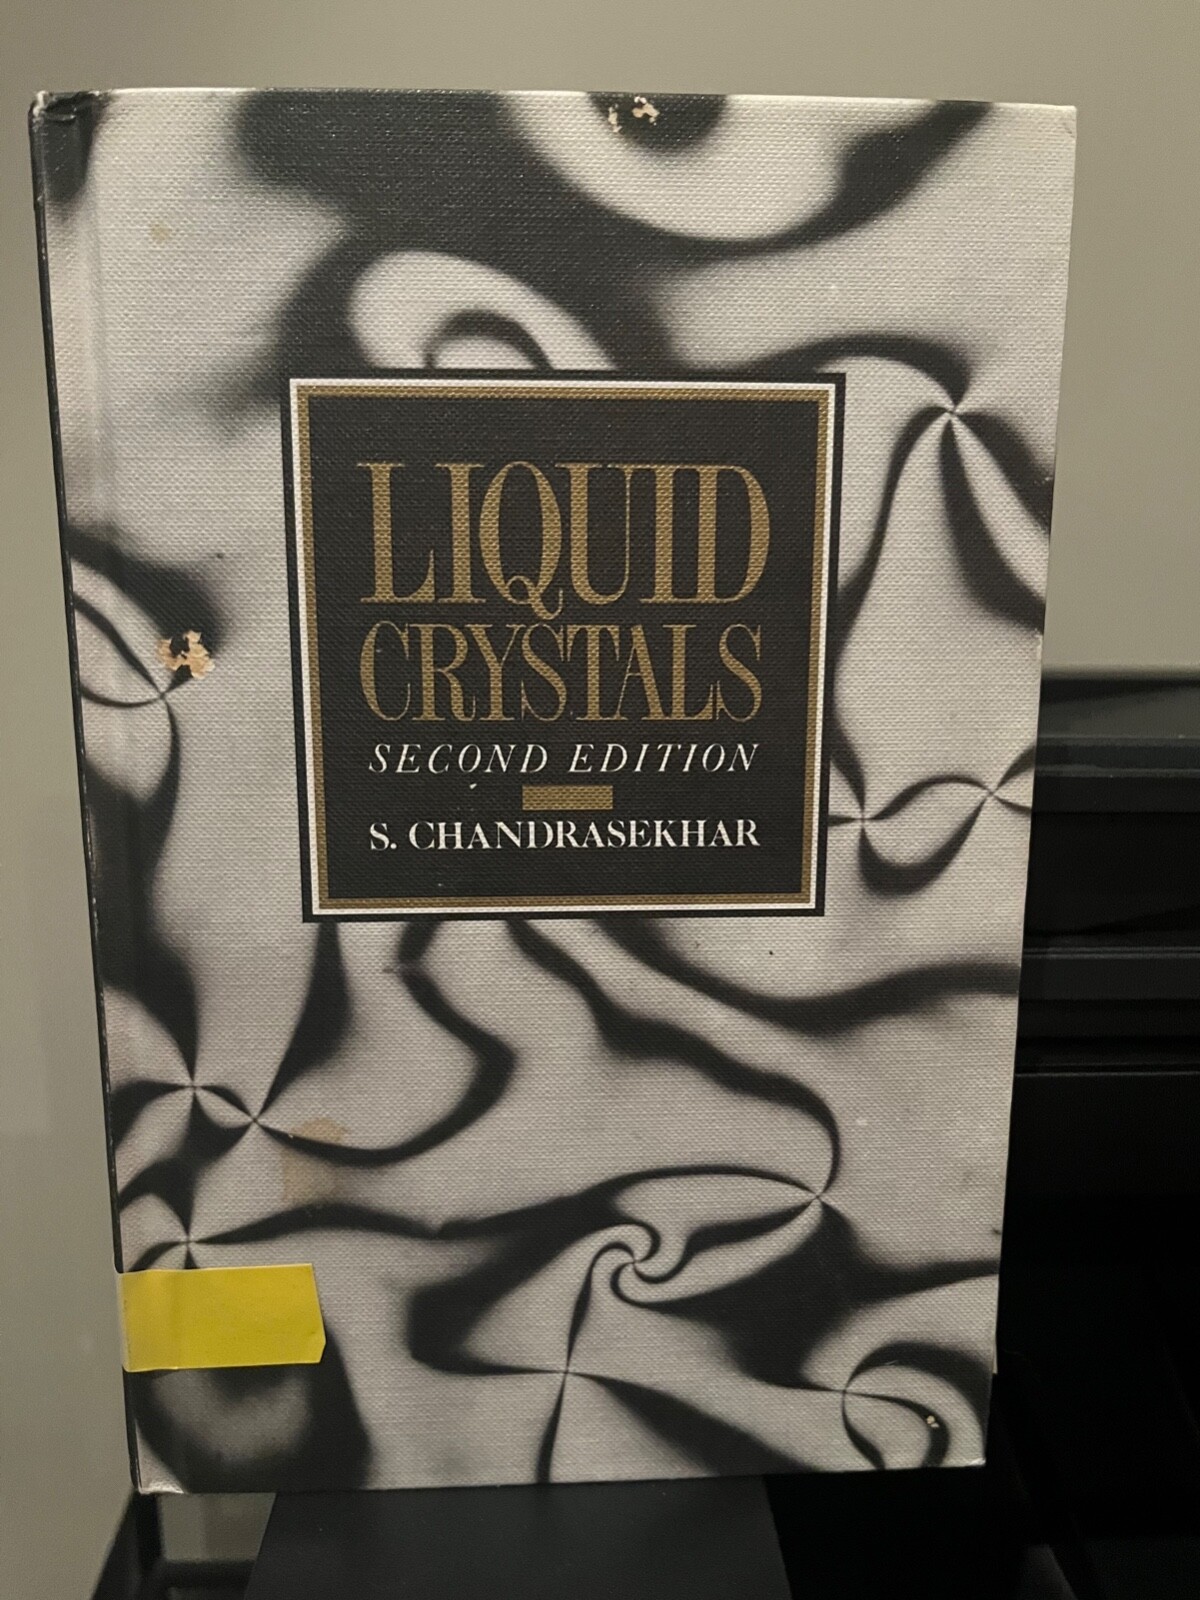 LIQUID
CRYSTALS
SECOND EDITION
S. CHANDRASEKHAR